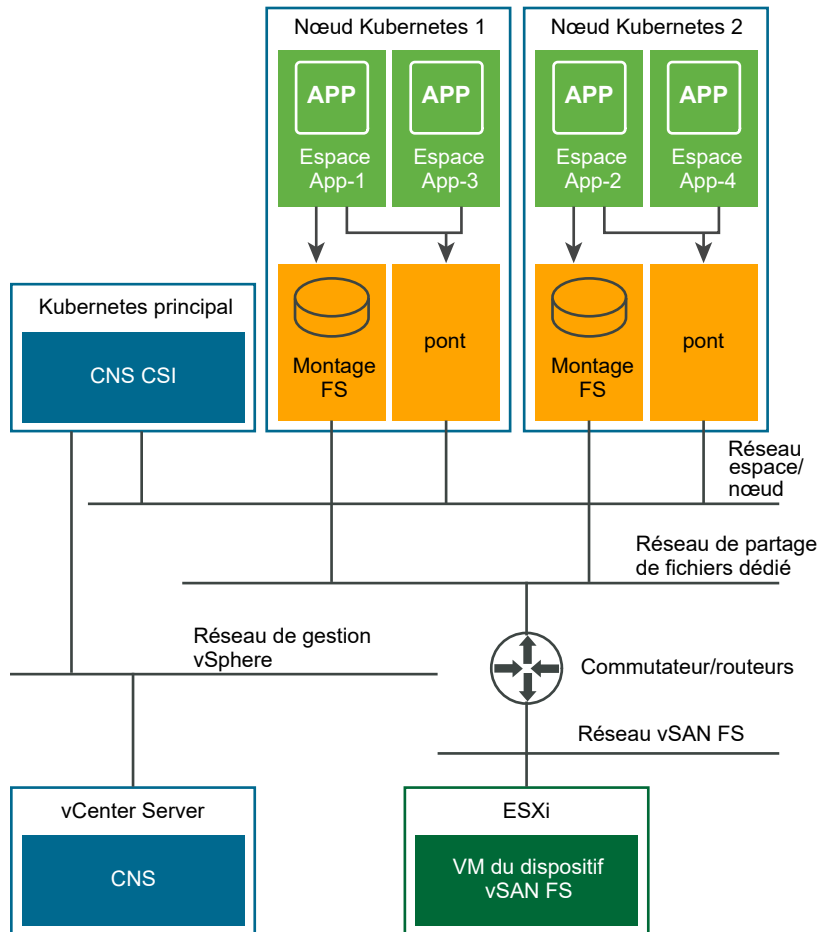 Nœud Kubernetes 1
Nœud Kubernetes 2
APP
APP
APP
APP
Espace
App-1
Espace
App-3
Espace
App-2
Espace
App-4
Kubernetes principal
CNS CSI
Montage
FS
pont
Montage
FS
pont
Réseau
espace/
nœud
Réseau de partage
de fichiers dédié
Réseau de gestion
vSphere
Commutateur/routeurs
Réseau vSAN FS
vCenter Server
CNS
ESXi
VM du dispositif
vSAN FS